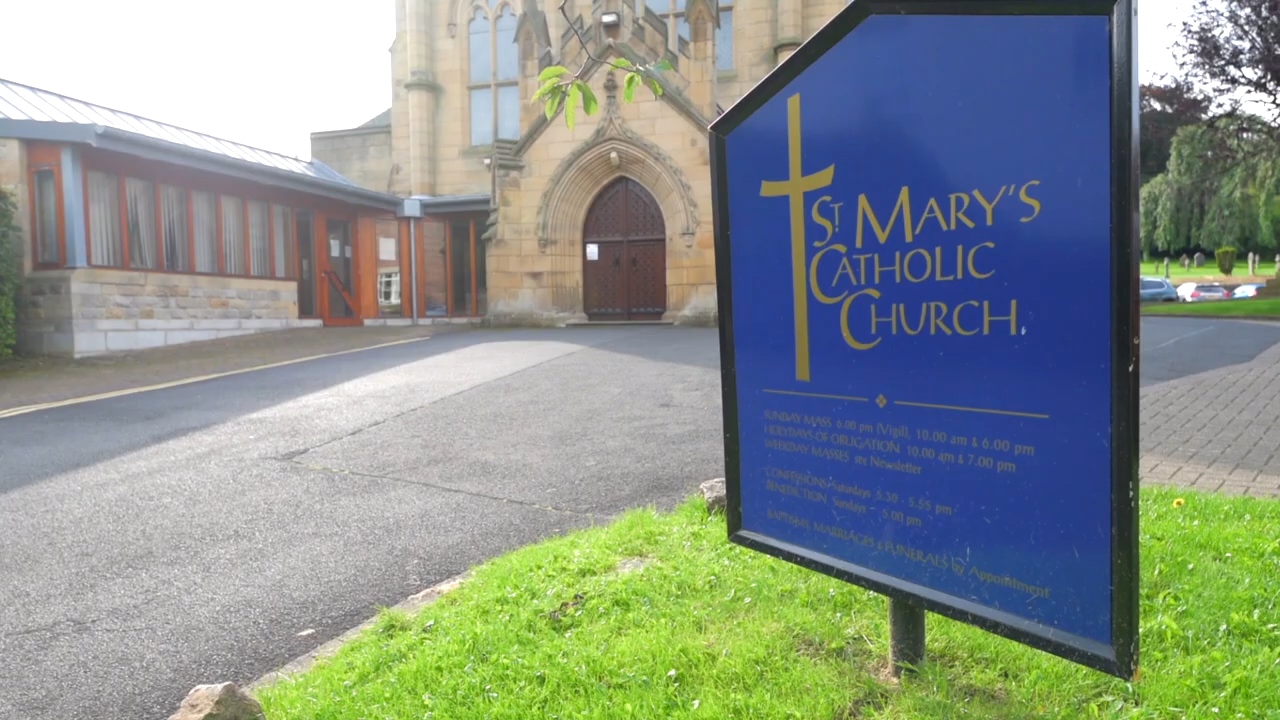 ST MARY'S
CATHOLIC
CHURCH
SUNDAY MASS 6.00 pm (Vigil), 10.00 am & 6.00 pm
HOLYDAYS OF OBLIGATION 10.00 am & 7.00 pm
WEEKDAY MASSES see Newsletter
CONFESSIONS Saturdays 5.30 - 5.55 pm
BENEDICTION Sundays - 5.00 pm
BAPTISMS, MARRIAGES & FUNERALS by Appointment